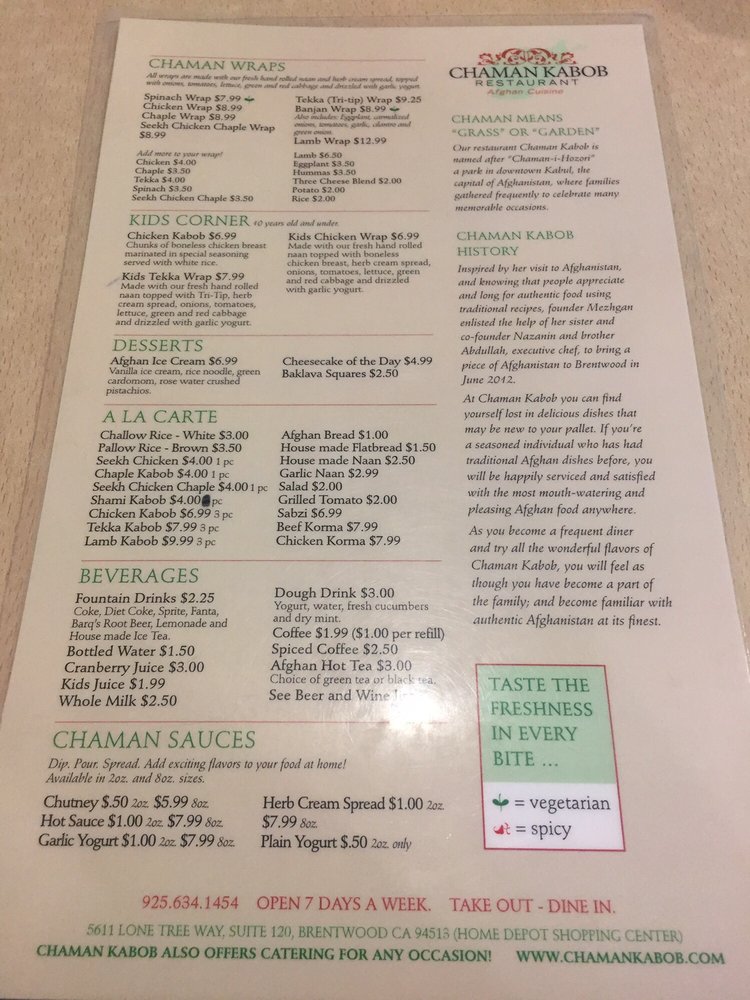 CHAMAN WRAPS
All wraps are made with our fresh hand rolled naan and herb cream spread, topped
with onions, tomatoes, lettuce, green and red cabbage and drizzled with garlic yogurt.
Spinach Wrap $7.99
Chicken Wrap $8.99
Chaple Wrap $8.99
Seekh Chicken Chaple Wrap
$8.99
Add more to your wrap!
Chicken $4.00
Chaple $3.50
Tekka $4.00
Spinach $3.50
Seekh Chicken Chaple $3.50
Tekka (Tri-tip) Wrap $9.25
Banjan Wrap $8.99
Also includes: Eggplant, carmalized
onions, tomatoes, garlic, cilantro and
green onion.
Lamb Wrap $12.99
Lamb $6.50
Eggplant $3.50
Hummas $3.50
Three Cheese Blend $2.00
Potato $2.00
Rice $2.00
KIDS CORNER 10 years old and under.
Chicken Kabob $6.99
Chunks of boneless chicken breast
marinated in special seasoning
served with white rice.
Kids Tekka Wrap $7.99
Made with our fresh hand rolled
naan topped with Tri-Tip, herb
cream spread, onions, tomatoes,
lettuce, green and red cabbage
and drizzled with garlic yogurt.
Kids Chicken Wrap $6.99
Made with our fresh hand rolled
naan topped with boneless
chicken breast, herb cream spread,
onions, tomatoes, lettuce, green
and red cabbage and drizzled
with garlic yogurt.
DESSERTS
Afghan Ice Cream $6.99
Vanilla ice cream, rice noodle, green
cardomom, rose water crushed
pistachios.
Cheesecake of the Day $4.99
Baklava Squares $2.50
A LA CARTE
Challow Rice - White $3.00
Pallow Rice - Brown $3.50
Seekh Chicken $4.00 1 pc
Chaple Kabob $4.00 1 pc
Seekh Chicken Chaple $4.00 1 pc
Shami Kabob $4.00 pc
Chicken Kabob $6.99 3 pc
Tekka Kabob $7.99 3 pc
Lamb Kabob $9.99 3 pc
Afghan Bread $1.00
House made Flatbread $1.50
House made Naan $2.50
Garlic Naan $2.99
Salad $2.00
Grilled Tomato $2.00
Sabzi $6.99
Beef Korma $7.99
Chicken Korma $7.99
BEVERAGES
Fountain Drinks $2.25
Coke, Diet Coke, Sprite, Fanta,
Barq's Root Beer, Lemonade and
House made Ice Tea.
Bottled Water $1.50
Cranberry Juice $3.00
Kids Juice $1.99
Whole Milk $2.50
Dough Drink $3.00
Yogurt, water, fresh cucumbers
and dry mint.
Coffee $1.99 ($1.00 per refill)
Spiced Coffee $2.50
Afghan Hot Tea $3.00
Choice of green tea or black tea.
See Beer and Wine
CHAMAN SAUCES
Dip. Pour. Spread. Add exciting flavors to your food at home!
Available in 2oz. and 8oz. sizes.
Chutney $.50 2oz. $5.99 8oz.
Hot Sauce $1.00 2oz. $7.99 8oz.
Garlic Yogurt $1.00 2oz. $7.99 8oz.
Herb Cream Spread $1.00 2oz.
$7.99 8oz.
Plain Yogurt $.50 2oz. only
CHAMAN KABOB
RESTAURANT
Afghan Cuisine
CHAMAN MEANS
"GRASS" OR "GARDEN"
Our restaurant Chaman Kabob is
named after "Chaman-i-Hozori"
a park in downtown Kabul, the
capital of Afghanistan, where families
gathered frequently to celebrate many
memorable occasions.
CHAMAN KABOB
HISTORY
Inspired by her visit to Afghanistan,
and knowing that people appreciate
and long for authentic food using
traditional recipes, founder Mezhgan
enlisted the help of her sister and
co-founder Nazanin and brother
Abdullah, executive chef, to bring a
piece of Afghanistan to Brentwood in
June 2012.
At Chaman Kabob you can find
yourself lost in delicious dishes that
may be new to your pallet. If you're
a seasoned individual who has had
traditional Afghan dishes before, you
will be happily serviced and satisfied
with the most mouth-watering and
pleasing Afghan food anywhere.
As you become a frequent diner
and try all the wonderful flavors of
Chaman Kabob, you will feel as
though you have become a part of
the family; and become familiar with
authentic Afghanistan at its finest.
TASTE THE
FRESHNESS
IN EVERY
BITE ...
= vegetarian
= spicy
925.634.1454 OPEN 7 DAYS A WEEK. TAKE OUT - DINE IN.
5611 LONE TREE WAY, SUITE 120, BRENTWOOD CA 94513 (HOME DEPOT SHOPPING CENTER)
CHAMAN KABOB ALSO OFFERS CATERING FOR ANY OCCASION! WWW.CHAMANKABOB.COM